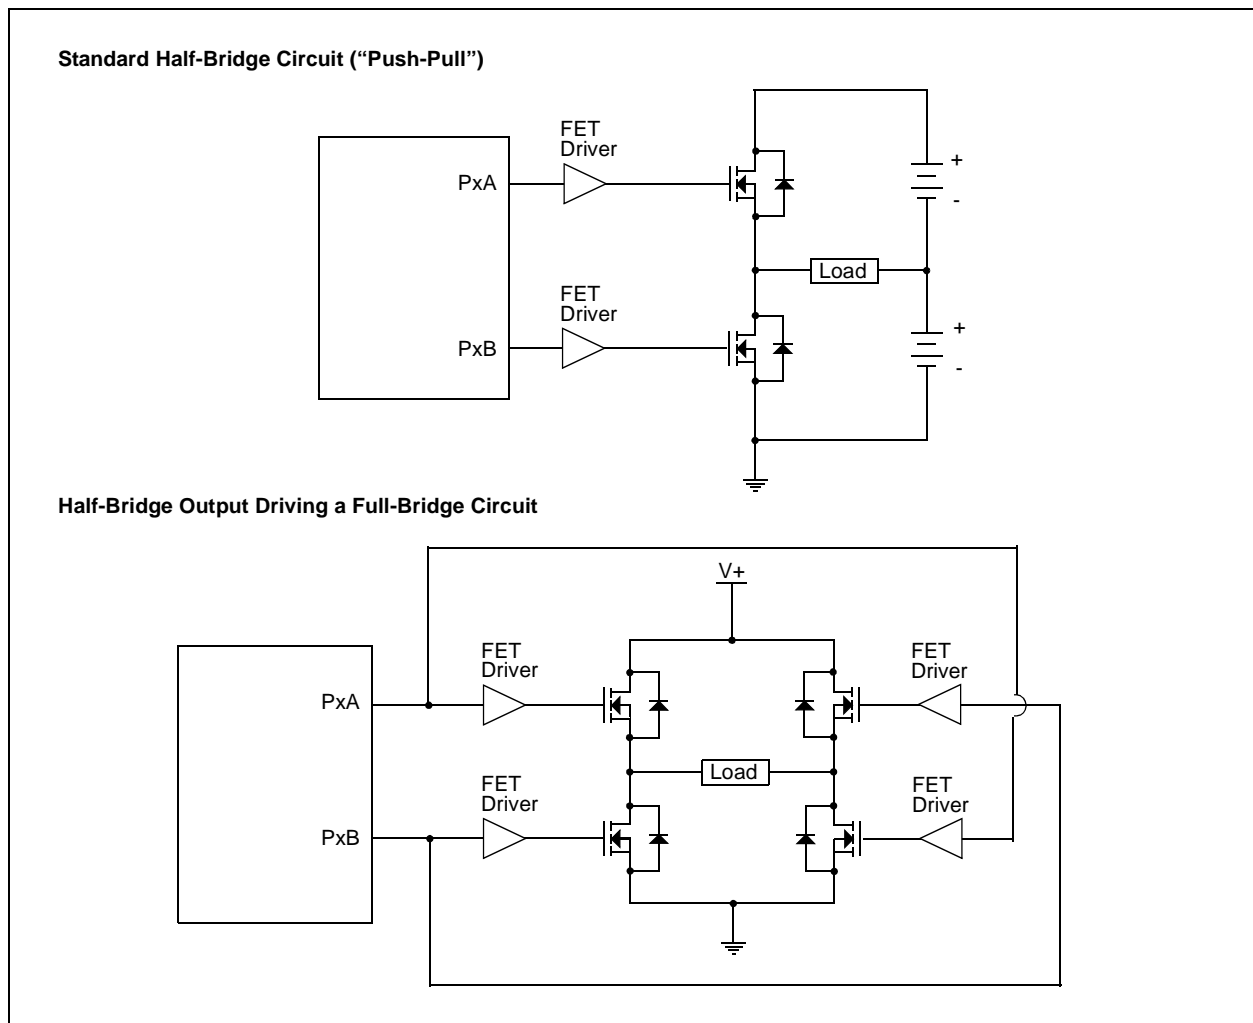 Standard Half-Bridge Circuit (“Push-Pull”)
FET
Driver
PxA
+
-
Load
FET
Driver
PxB
+
-
Half-Bridge Output Driving a Full-Bridge Circuit
V+
FET
Driver
FET
Driver
PxA
Load
FET
Driver
FET
Driver
PxB